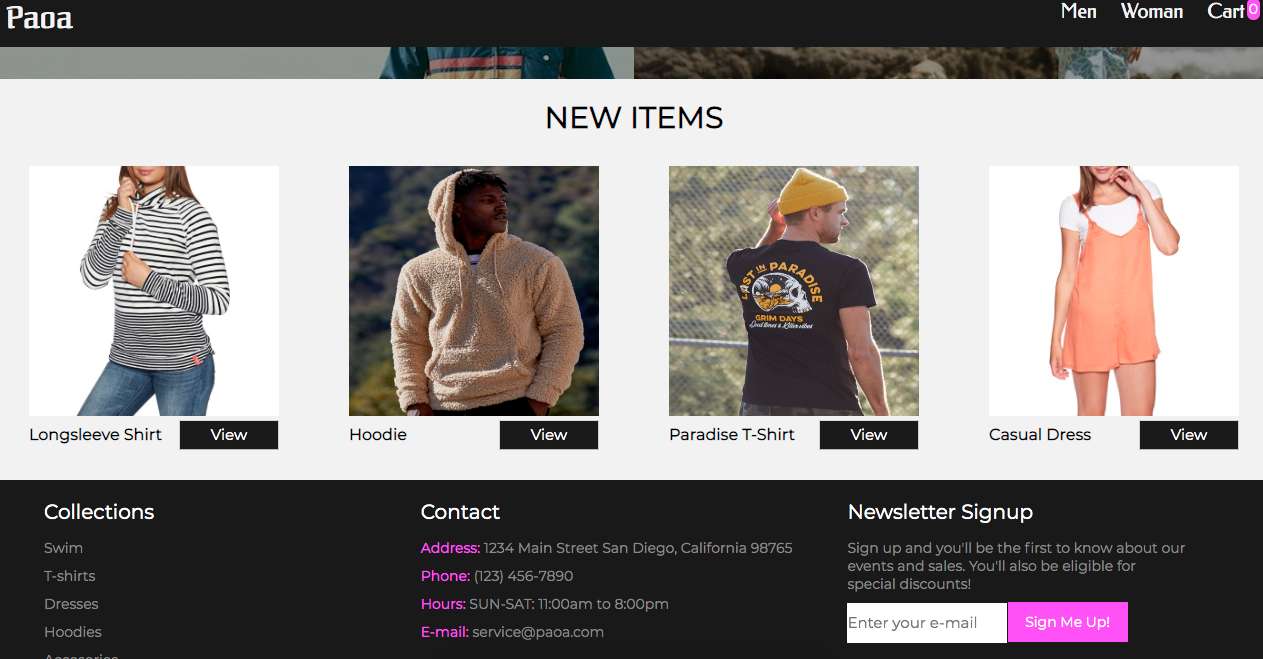 Paoa
Men Woman Cart 0
NEW ITEMS
LOST IN PARADISE
GRIM DAYS
Dead times & Killer vibes
Longsleeve Shirt View
Hoodie View
Paradise T-Shirt View
Casual Dress View
Collections
Swim
T-shirts
Dresses
Hoodies
Accesories
Contact
Address: 1234 Main Street San Diego, California 98765
Phone: (123) 456-7890
Hours: SUN-SAT: 11:00am to 8:00pm
E-mail: service@paoa.com
Newsletter Signup
Sign up and you'll be the first to know about our
events and sales. You'll also be eligible for
special discounts!
Enter your e-mail Sign Me Up!